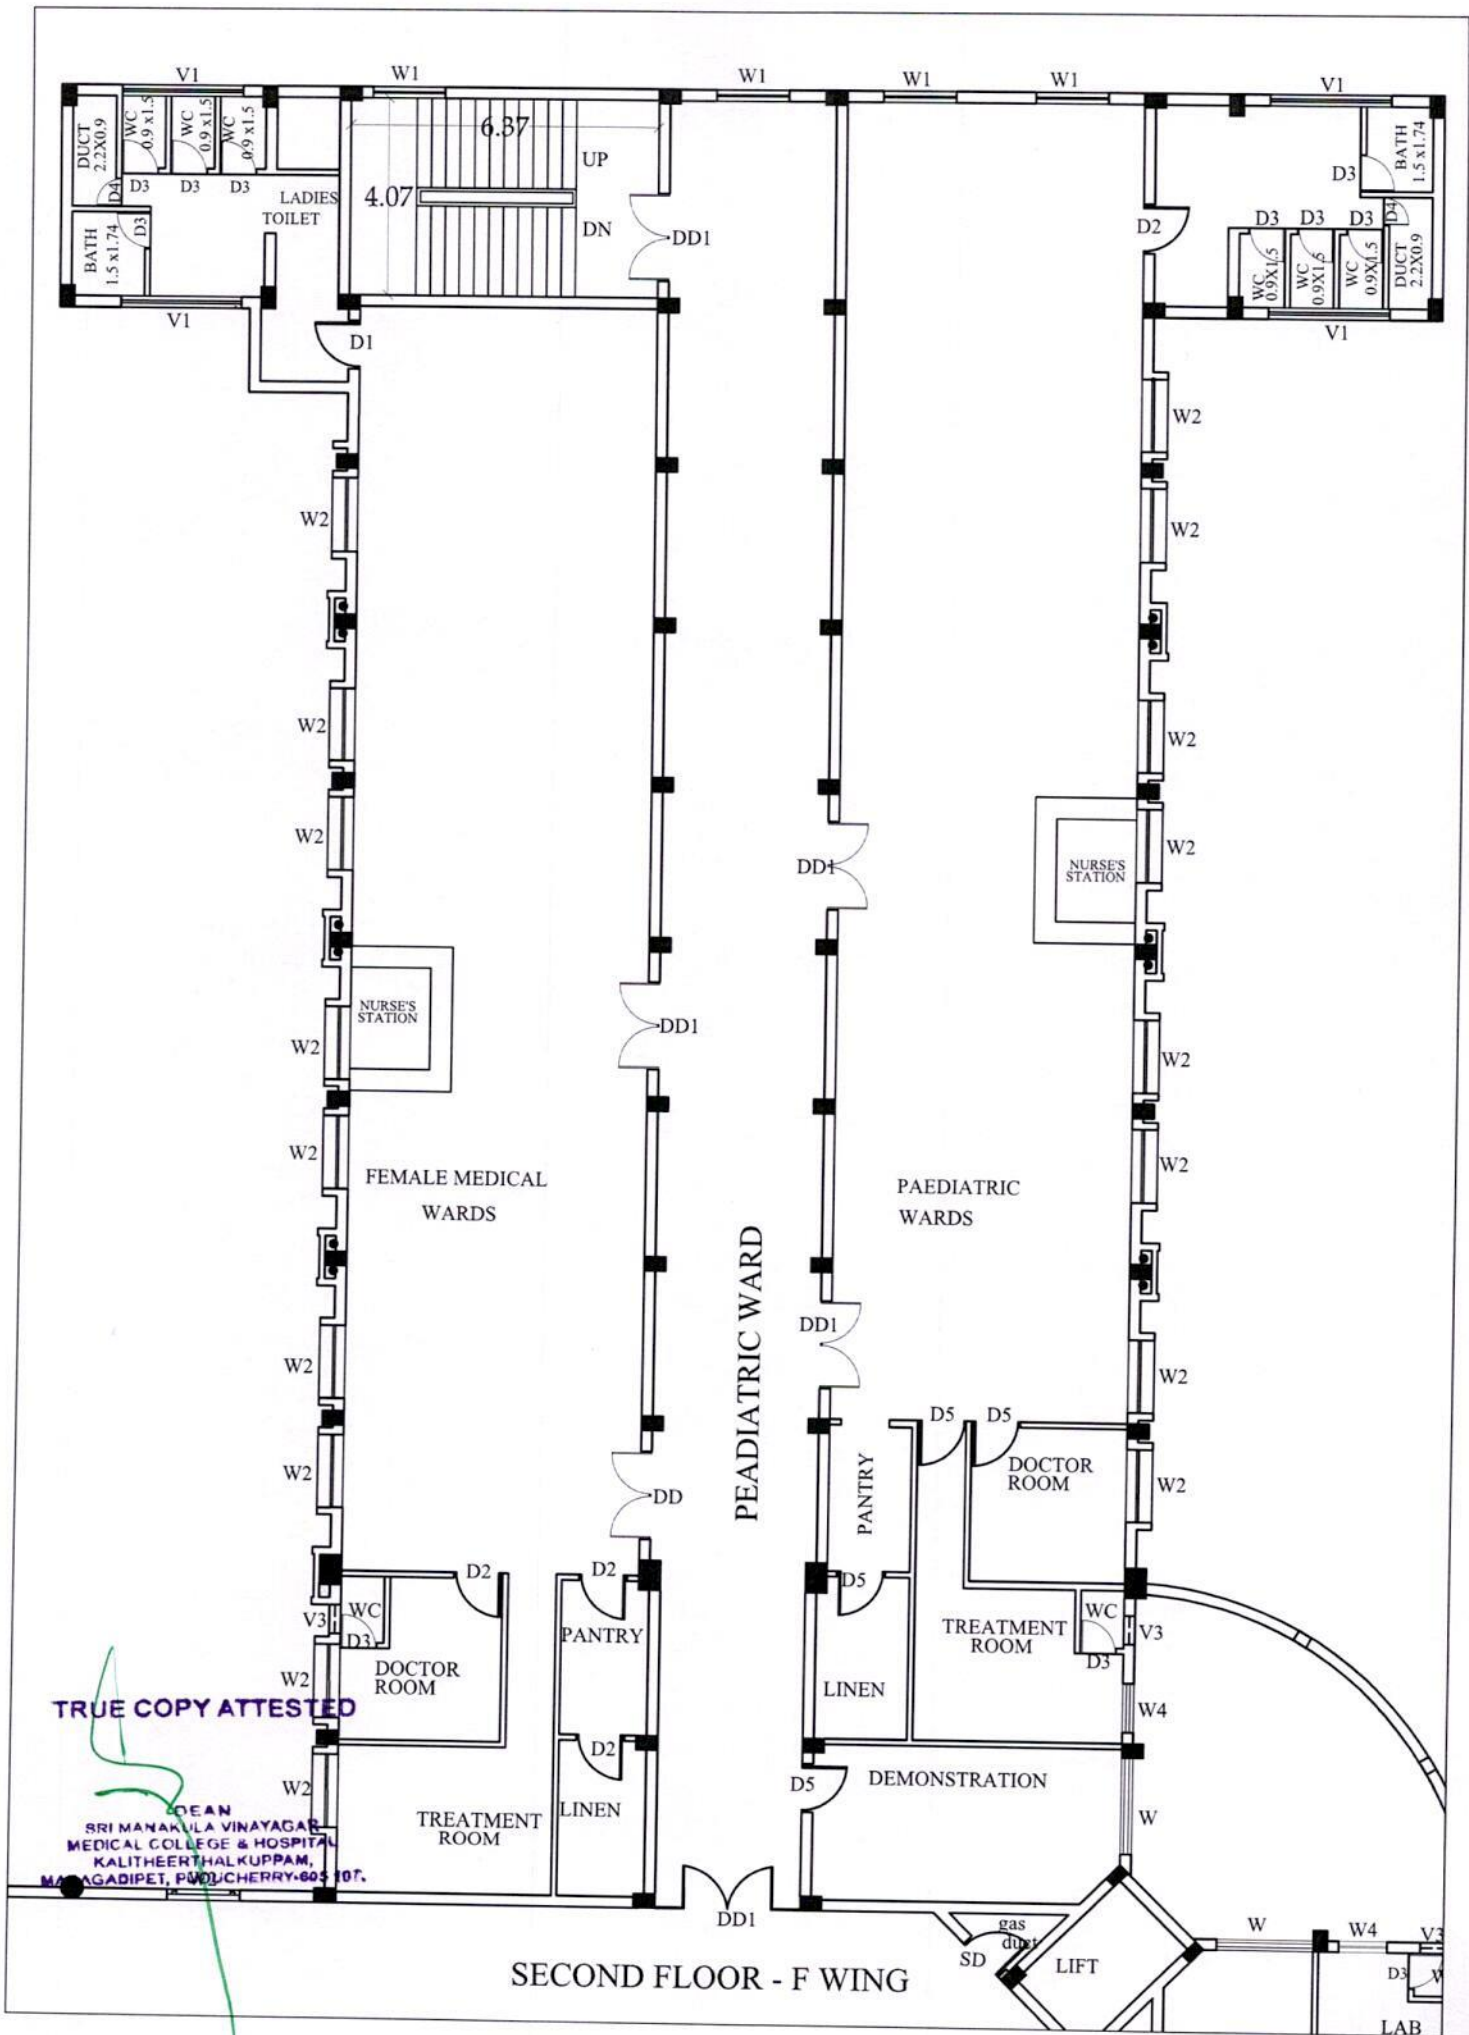 V1
W1
W1
W1
W1
V1
DUCT
2.2X0.9
WC
0.9 x1.5
WC
0.9 x1.5
WC
0.9 x1.5
6.37
UP
BATH
1.5 x1.74
D3
D4
D3
D3
D3
LADIES
TOILET
4.07
DN
DD1
D2
D3
D3
D3
D4
D3
BATH
1.5 x1.74
WC
0.9X1.5
WC
0.9X1.5
WC
0.9X1.5
DUCT
2.2X0.9
V1
V1
D1
W2
W2
W2
W2
W2
W2
W2
DD1
NURSE'S
STATION
W2
NURSE'S
STATION
W2
DD1
W2
W2
W2
FEMALE MEDICAL
WARDS
PAEDIATRIC
WARDS
PEADIATRIC WARD
DD1
W2
W2
D5
D5
W2
DD
PANTRY
DOCTOR
ROOM
W2
D2
D2
D5
V3
WC
D3
PANTRY
TREATMENT
ROOM
WC
V3
D3
W2
DOCTOR
ROOM
LINEN
W4
TRUE COPY ATTESTED
D2
W2
D5
DEMONSTRATION
DEAN
SRI MANAKULA VINAYAGAR
MEDICAL COLLEGE & HOSPITAL
KALITHEERTHALKUPPAM,
MADAGADIPET, PUDUCHERRY-605 107.
W2
TREATMENT
ROOM
LINEN
W
DD1
gas
duct
SD
LIFT
W
W4
V3
D3
W
SECOND FLOOR - F WING
LAB